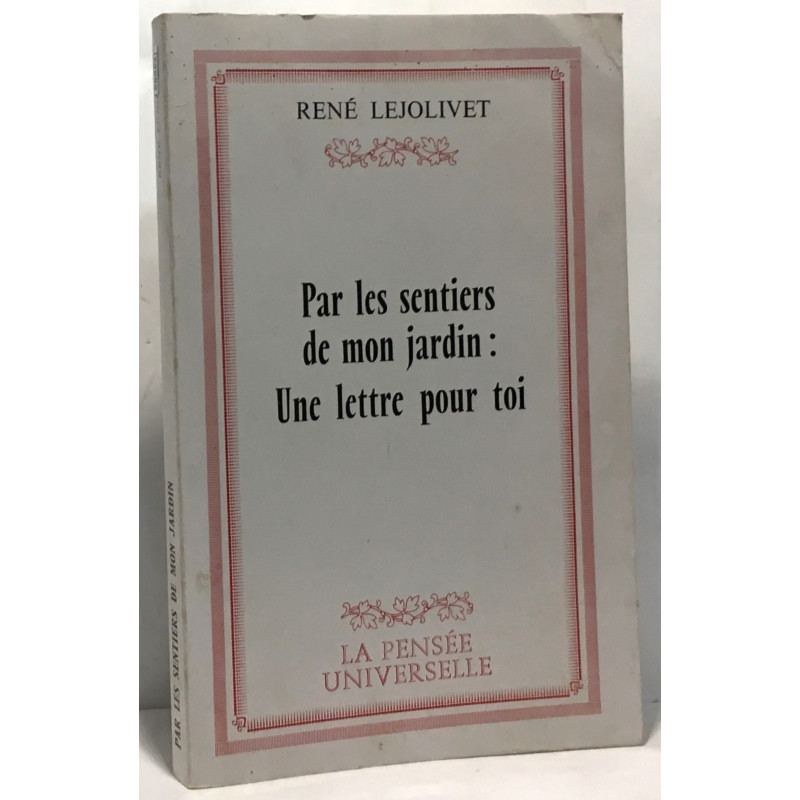 RENÉ LEJOLIVET
Par les sentiers
de mon jardin :
Une lettre pour toi
LA PENSÉE
UNIVERSELLE
PAR LES SENTIERS DE MON JARDIN